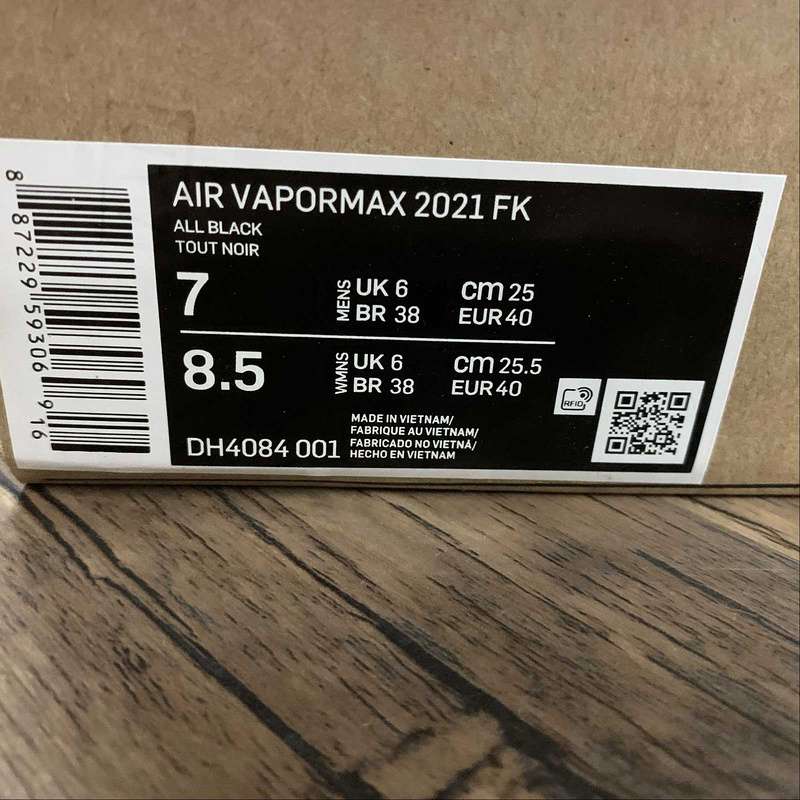 8 87229 59306 9 16
AIR VAPORMAX 2021 FK
ALL BLACK
TOUT NOIR
7 MENS UK 6 cm 25
BR 38 EUR 40
8.5 WMNS UK 6 cm 25.5
BR 38 EUR 40
RFID
DH4084 001
MADE IN VIETNAM/
FABRIQUE AU VIETNAM/
FABRICADO NO VIETNÃ/
HECHO EN VIETNAM